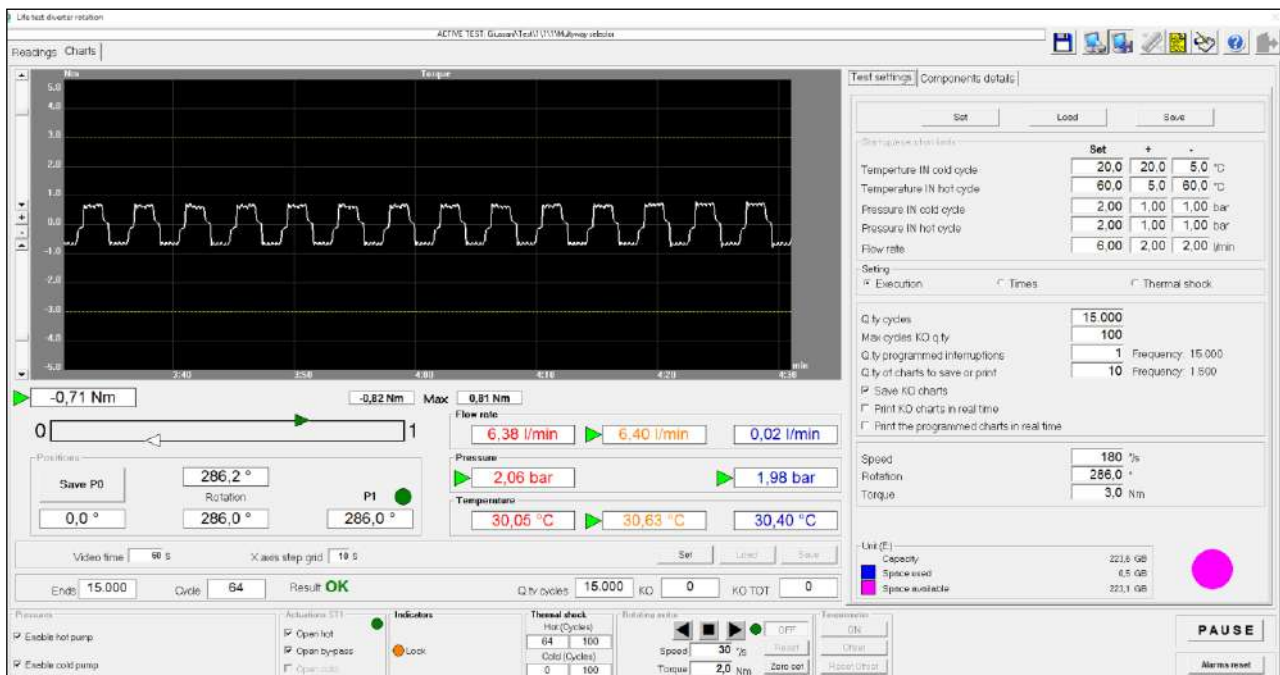 Life test diverter rotation
ACTIVE TEST: Giussani\Test\1\1\1\Multiway selector
Readings Charts
Nm Torque
5.0
4.0
3.0
2.0
1.0
0.0
-1.0
-2.0
-3.0
-4.0
-5.0
3:40 3:50 4:00 4:10 4:20 4:30 min
+
-
-0,71 Nm -0,82 Nm Max 0,81 Nm
0 1
Flow rate
6,38 l/min 6,40 l/min 0,02 l/min
Pressure
2,06 bar 1,98 bar
Temperature
30,05 °C 30,63 °C 30,40 °C
Positions
Save P0 286,2 °
Rotation P1
0,0 ° 286,0 ° 286,0 °
Video time 60 s X axis step grid 10 s Set Load Save
Ends 15.000 Cycle 64 Result OK Q.ty cycles 15.000 KO 0 KO TOT 0
Test settings Components details
Set Load Save
Set + -
Temperture IN cold cycle 20,0 20,0 5,0 °C
Temperature IN hot cycle 60,0 5,0 60,0 °C
Pressure IN cold cycle 2,00 1,00 1,00 bar
Pressure IN hot cycle 2,00 1,00 1,00 bar
Flow rate 6,00 2,00 2,00 l/min
Seting
Execution Times Thermal shock
Q.ty cycles 15.000
Max cycles KO q.ty 100
Q.ty programmed interruptions 1 Frequency: 15.000
Q.ty of charts to save or print 10 Frequency: 1.500
Save KO charts
Print KO charts in real time
Print the programmed charts in real time
Speed 180 °/s
Rotation 286,0 °
Torque 3,0 Nm
Unit (E:)
Capacity 223,6 GB
Space used 0,5 GB
Space available 223,1 GB
Pressures
Enable hot pump
Enable cold pump
Actuations ST1
Open hot
Open by-pass
Open cold
Indicators
Lock
Thermal shock
Hot (Cycles)
64 100
Cold (Cycles)
0 100
Rotating motor
OFF
Speed 30 °/s Reset
Torque 2,0 Nm Zero set
Torquemeter
ON
Offset
Reset Offset
PAUSE
Alarms reset